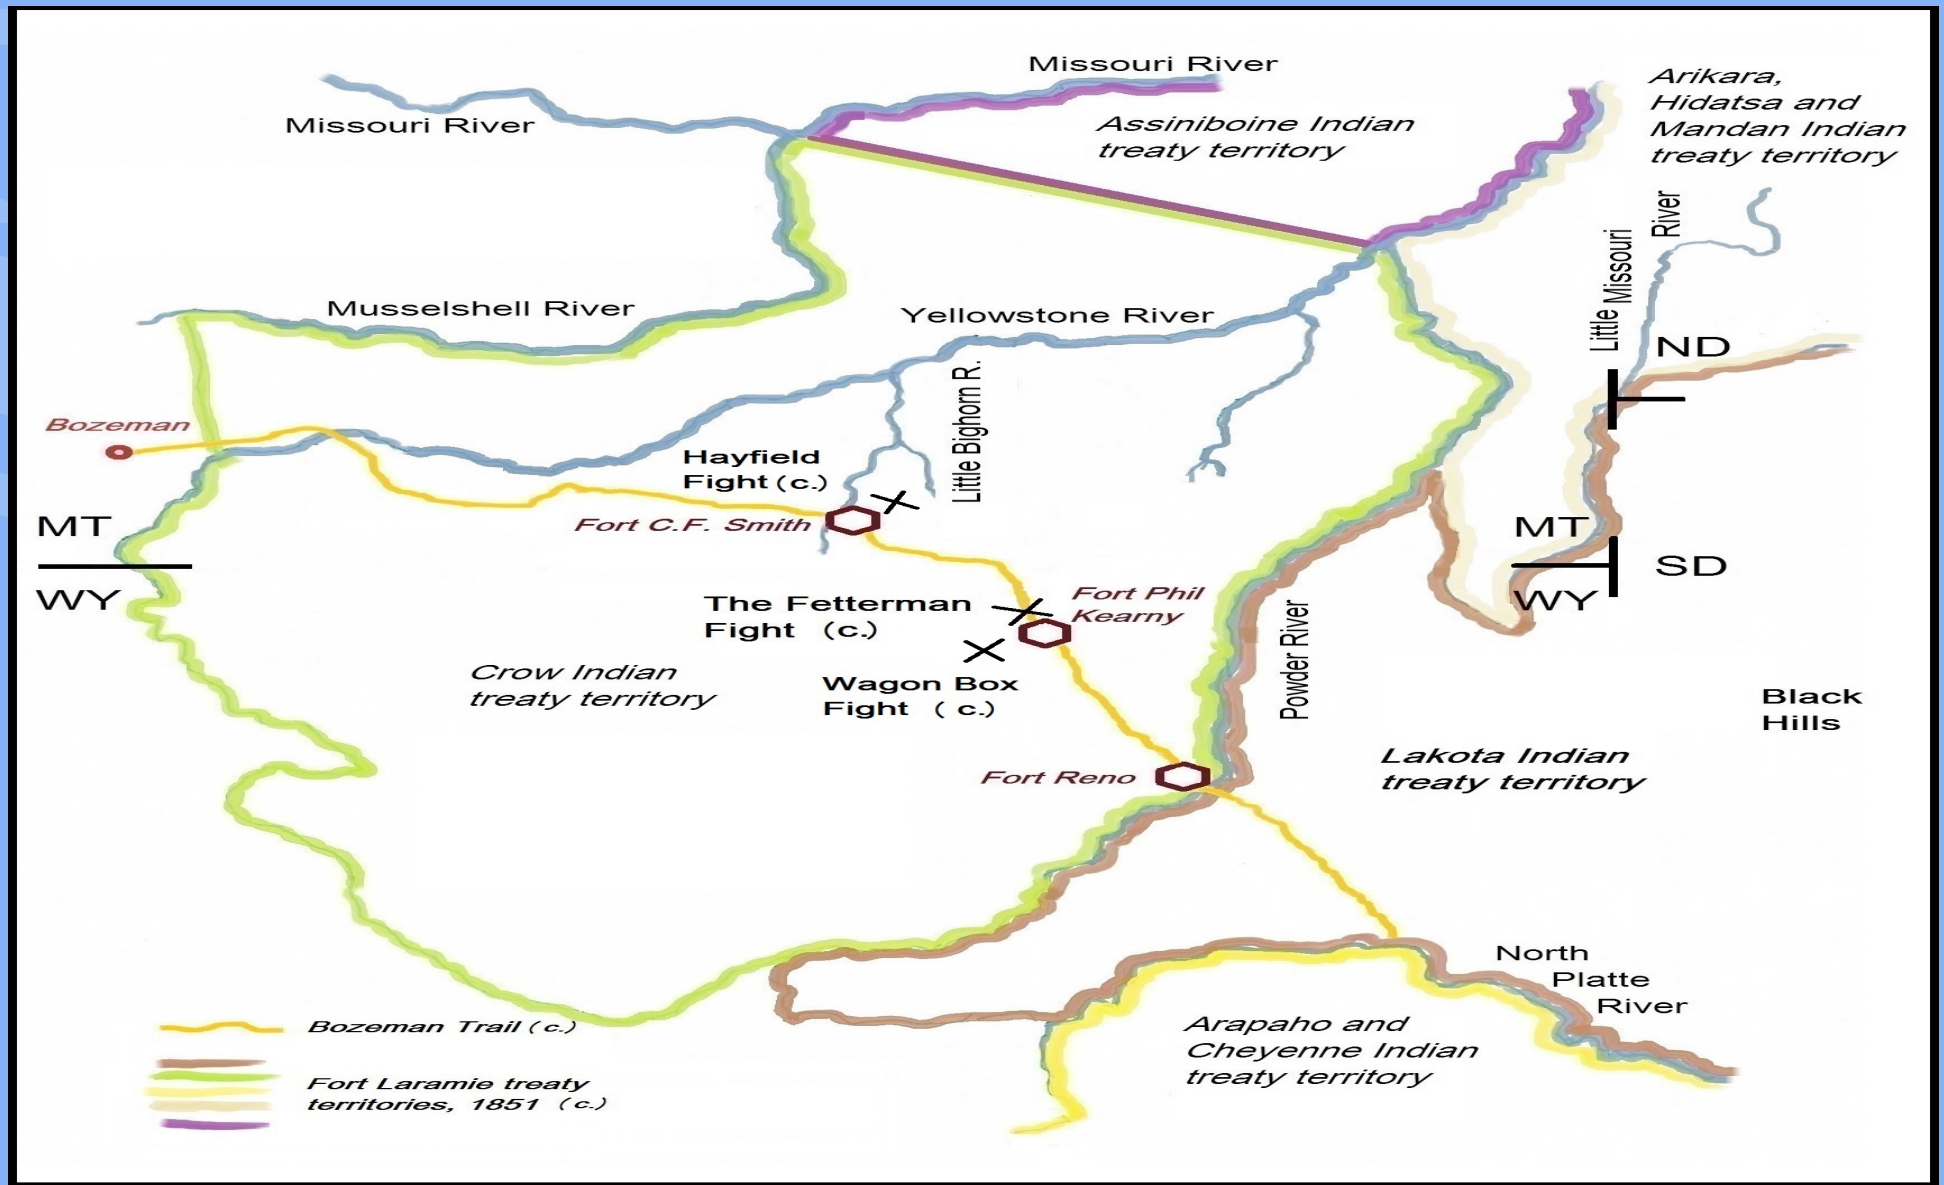 Missouri River
Missouri River
Arikara,
Hidatsa and
Mandan Indian
treaty territory
Assiniboine Indian
treaty territory
Little Missouri
River
Musselshell River
Yellowstone River
ND
Bozeman
Little Bighorn R.
Hayfield
Fight (c.)
Fort C.F. Smith
MT
WY
MT
SD
WY
The Fetterman
Fight (c.)
Fort Phil
Kearny
Powder River
Crow Indian
treaty territory
Wagon Box
Fight ( c.)
Black
Hills
Lakota Indian
treaty territory
Fort Reno
North
Platte
River
Arapaho and
Cheyenne Indian
treaty territory
Bozeman Trail (c.)
Fort Laramie treaty
territories, 1851 (c.)